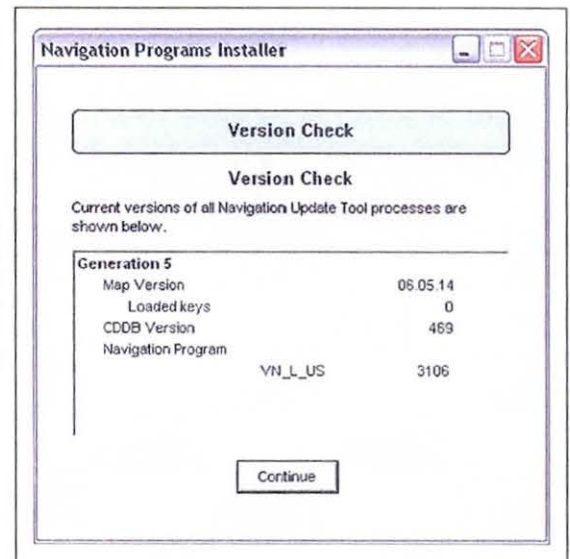 Navigation Programs Installer
Version Check
Version Check
Current versions of all Navigation Update Tool processes are
shown below.
Generation 5
Map Version 06.05.14
Loaded keys 0
CDDB Version 469
Navigation Program
VN_L_US 3106
Continue